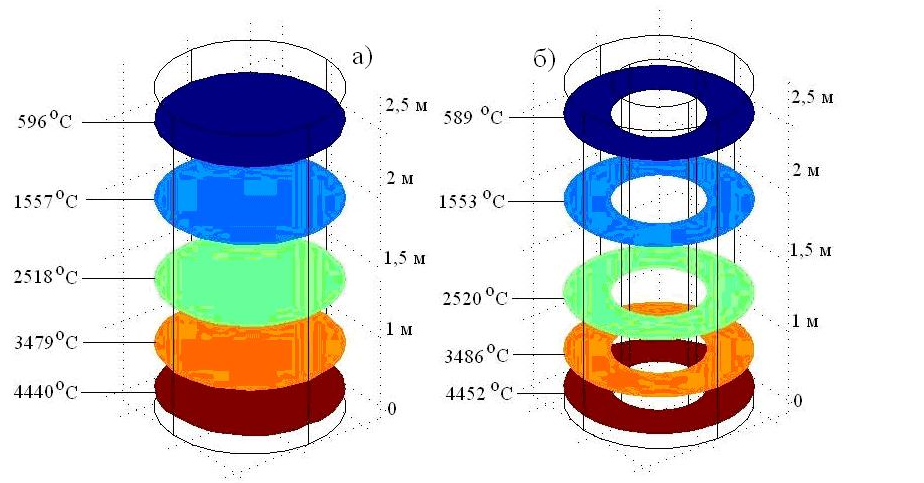 а)
2,5 м
596 °C
2 м
1557 °C
1,5 м
2518 °C
1 м
3479 °C
4440 °C
0
б)
2,5 м
589 °C
2 м
1553 °C
1,5 м
2520 °C
1 м
3486 °C
4452 °C
0